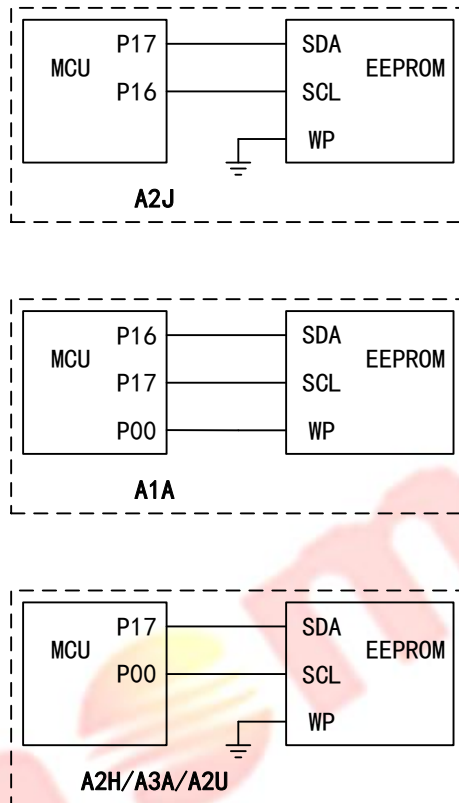 P17 SDA
MCU EEPROM
P16 SCL
WP
A2J
P16 SDA
MCU EEPROM
P17 SCL
P00 WP
A1A
P17 SDA
MCU EEPROM
P00 SCL
WP
A2H/A3A/A2U